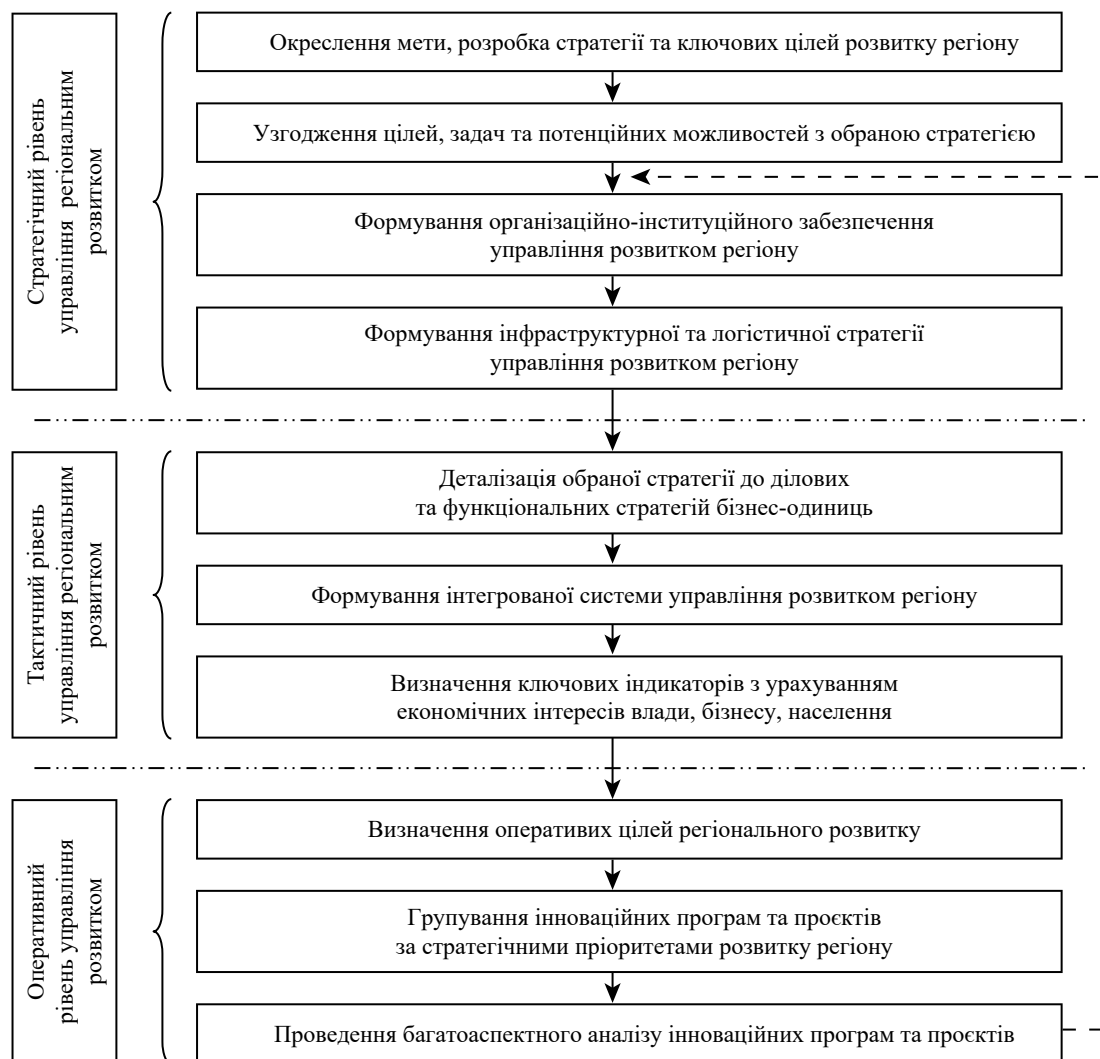 Стратегічний рівень
управління регіональним
розвитком
Окреслення мети, розробка стратегії та ключових цілей розвитку регіону
Узгодження цілей, задач та потенційних можливостей з обраною стратегією
Формування організаційно-інституційного забезпечення
управління розвитком регіону
Формування інфраструктурної та логістичної стратегії
управління розвитком регіону
Тактичний рівень
управління регіональним
розвитком
Деталізація обраної стратегії до ділових
та функціональних стратегій бізнес-одиниць
Формування інтегрованої системи управління розвитком регіону
Визначення ключових індикаторів з урахуванням
економічних інтересів влади, бізнесу, населення
Оперативний
рівень управління
розвитком
Визначення оперативих цілей регіонального розвитку
Групування інноваційних програм та проєктів
за стратегічними пріоритетами розвитку регіону
Проведення багатоаспектного аналізу інноваційних програм та проєктів